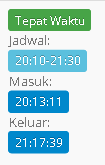 Tepat Waktu
Jadwal:
20:10-21:30
Masuk:
20:13:11
Keluar:
21:17:39